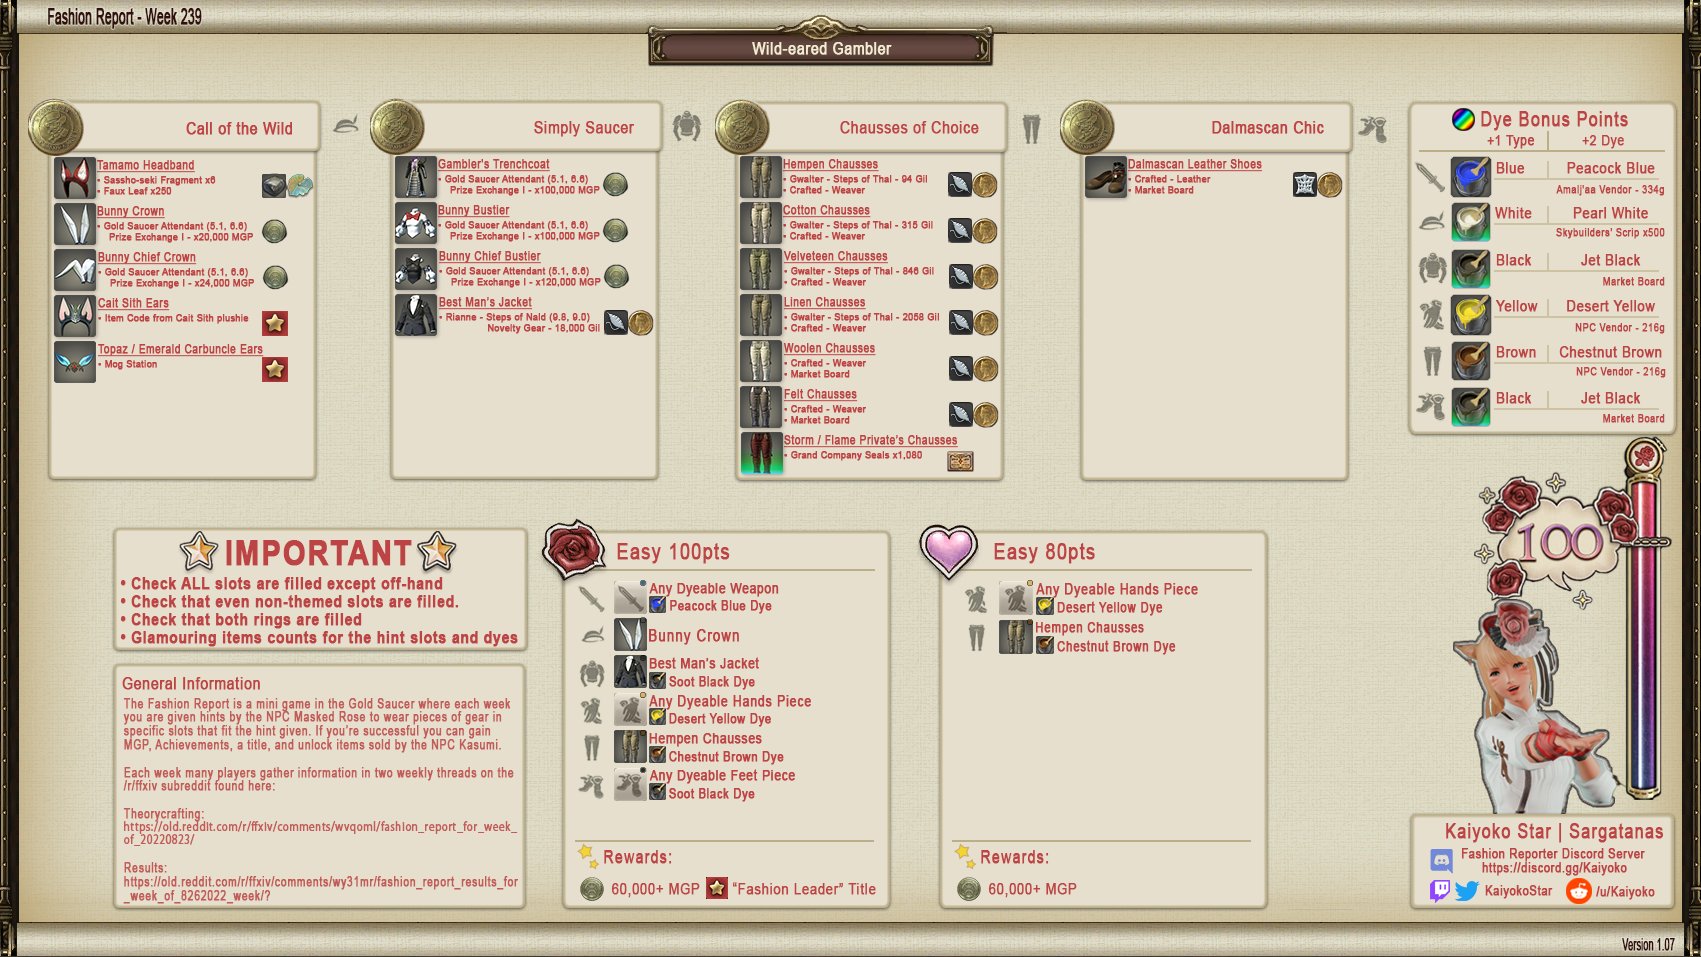 Fashion Report - Week 239
Wild-eared Gambler
Call of the Wild
Tamamo Headband
• Sassho-seki Fragment x6
• Faux Leaf x250
Bunny Crown
• Gold Saucer Attendant (5.1, 6.6)
Prize Exchange I - x20,000 MGP
Bunny Chief Crown
• Gold Saucer Attendant (5.1, 6.6)
Prize Exchange I - x24,000 MGP
Cait Sith Ears
• Item Code from Cait Sith plushie
Topaz / Emerald Carbuncle Ears
• Mog Station
Simply Saucer
Gambler's Trenchcoat
• Gold Saucer Attendant (5.1, 6.6)
Prize Exchange I - x100,000 MGP
Bunny Bustier
• Gold Saucer Attendant (5.1, 6.6)
Prize Exchange I - x100,000 MGP
Bunny Chief Bustier
• Gold Saucer Attendant (5.1, 6.6)
Prize Exchange I - x120,000 MGP
Best Man's Jacket
• Rianne - Steps of Nald (9.8, 9.0)
Novelty Gear - 18,000 Gil
Chausses of Choice
Hempen Chausses
• Gwalter - Steps of Thal - 94 Gil
• Crafted - Weaver
Cotton Chausses
• Gwalter - Steps of Thal - 315 Gil
• Crafted - Weaver
Velveteen Chausses
• Gwalter - Steps of Thal - 846 Gil
• Crafted - Weaver
Linen Chausses
• Gwalter - Steps of Thal - 2058 Gil
• Crafted - Weaver
Woolen Chausses
• Crafted - Weaver
• Market Board
Felt Chausses
• Crafted - Weaver
• Market Board
Storm / Flame Private's Chausses
• Grand Company Seals x1,080
Dalmascan Chic
Dalmascan Leather Shoes
• Crafted - Leather
• Market Board
Dye Bonus Points
+1 Type +2 Dye
Blue Peacock Blue
Amalj'aa Vendor - 334g
White Pearl White
Skybuilders' Scrip x500
Black Jet Black
Market Board
Yellow Desert Yellow
NPC Vendor - 216g
Brown Chestnut Brown
NPC Vendor - 216g
Black Jet Black
Market Board
IMPORTANT
• Check ALL slots are filled except off-hand
• Check that even non-themed slots are filled.
• Check that both rings are filled
• Glamouring items counts for the hint slots and dyes
General Information
The Fashion Report is a mini game in the Gold Saucer where each week
you are given hints by the NPC Masked Rose to wear pieces of gear in
specific slots that fit the hint given. If you're successful you can gain
MGP, Achievements, a title, and unlock items sold by the NPC Kasumi.
Each week many players gather information in two weekly threads on the
/r/ffxiv subreddit found here:
Theorycrafting:
https://old.reddit.com/r/ffxiv/comments/wvqoml/fashion_report_for_week_
of_20220823/
Results:
https://old.reddit.com/r/ffxiv/comments/wy31mr/fashion_report_results_for
_week_of_8262022_week/?
Easy 100pts
Any Dyeable Weapon
Peacock Blue Dye
Bunny Crown
Best Man's Jacket
Soot Black Dye
Any Dyeable Hands Piece
Desert Yellow Dye
Hempen Chausses
Chestnut Brown Dye
Any Dyeable Feet Piece
Soot Black Dye
Rewards:
60,000+ MGP "Fashion Leader" Title
Easy 80pts
Any Dyeable Hands Piece
Desert Yellow Dye
Hempen Chausses
Chestnut Brown Dye
Rewards:
60,000+ MGP
100
Kaiyoko Star | Sargatanas
Fashion Reporter Discord Server
https://discord.gg/Kaiyoko
KaiyokoStar /u/Kaiyoko
Version 1.07